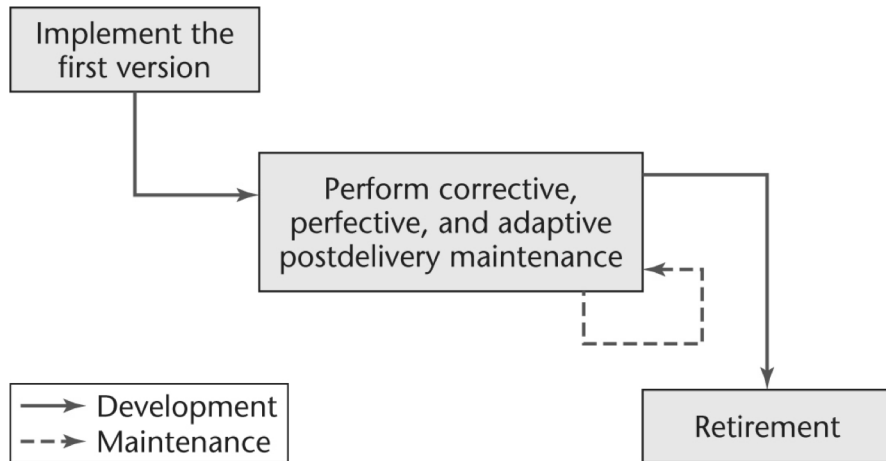 Implement the
first version
Perform corrective,
perfective, and adaptive
postdelivery maintenance
Development
Maintenance
Retirement